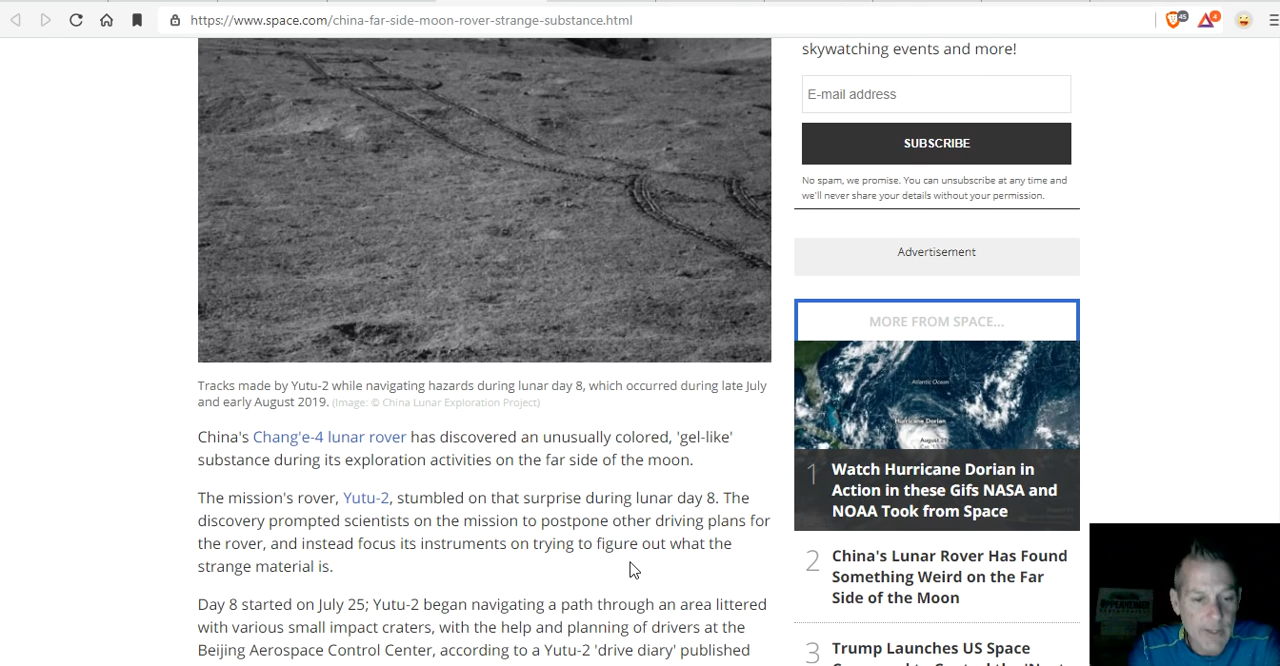 https://www.space.com/china-far-side-moon-rover-strange-substance.html
45
4
skywatching events and more!
E-mail address
SUBSCRIBE
No spam, we promise. You can unsubscribe at any time and
we'll never share your details without your permission.
Advertisement
MORE FROM SPACE...
Atlantic Ocean
Hurricane Dorian
1
Watch Hurricane Dorian in
Action in these Gifs NASA and
NOAA Took from Space
2
China's Lunar Rover Has Found
Something Weird on the Far
Side of the Moon
3
Trump Launches US Space
Tracks made by Yutu-2 while navigating hazards during lunar day 8, which occurred during late July
and early August 2019. (Image: © China Lunar Exploration Project)
China's Chang'e-4 lunar rover has discovered an unusually colored, 'gel-like'
substance during its exploration activities on the far side of the moon.
The mission's rover, Yutu-2, stumbled on that surprise during lunar day 8. The
discovery prompted scientists on the mission to postpone other driving plans for
the rover, and instead focus its instruments on trying to figure out what the
strange material is.
Day 8 started on July 25; Yutu-2 began navigating a path through an area littered
with various small impact craters, with the help and planning of drivers at the
Beijing Aerospace Control Center, according to a Yutu-2 'drive diary' published